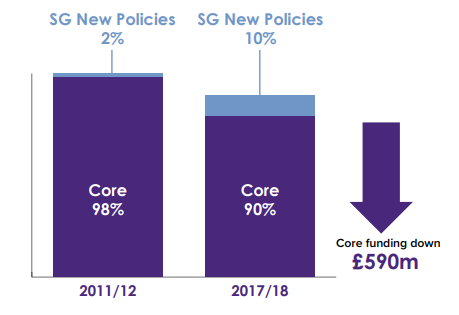 SG New Policies
2%
SG New Policies
10%
Core
98%
Core
90%
Core funding down
£590m
2011/12
2017/18